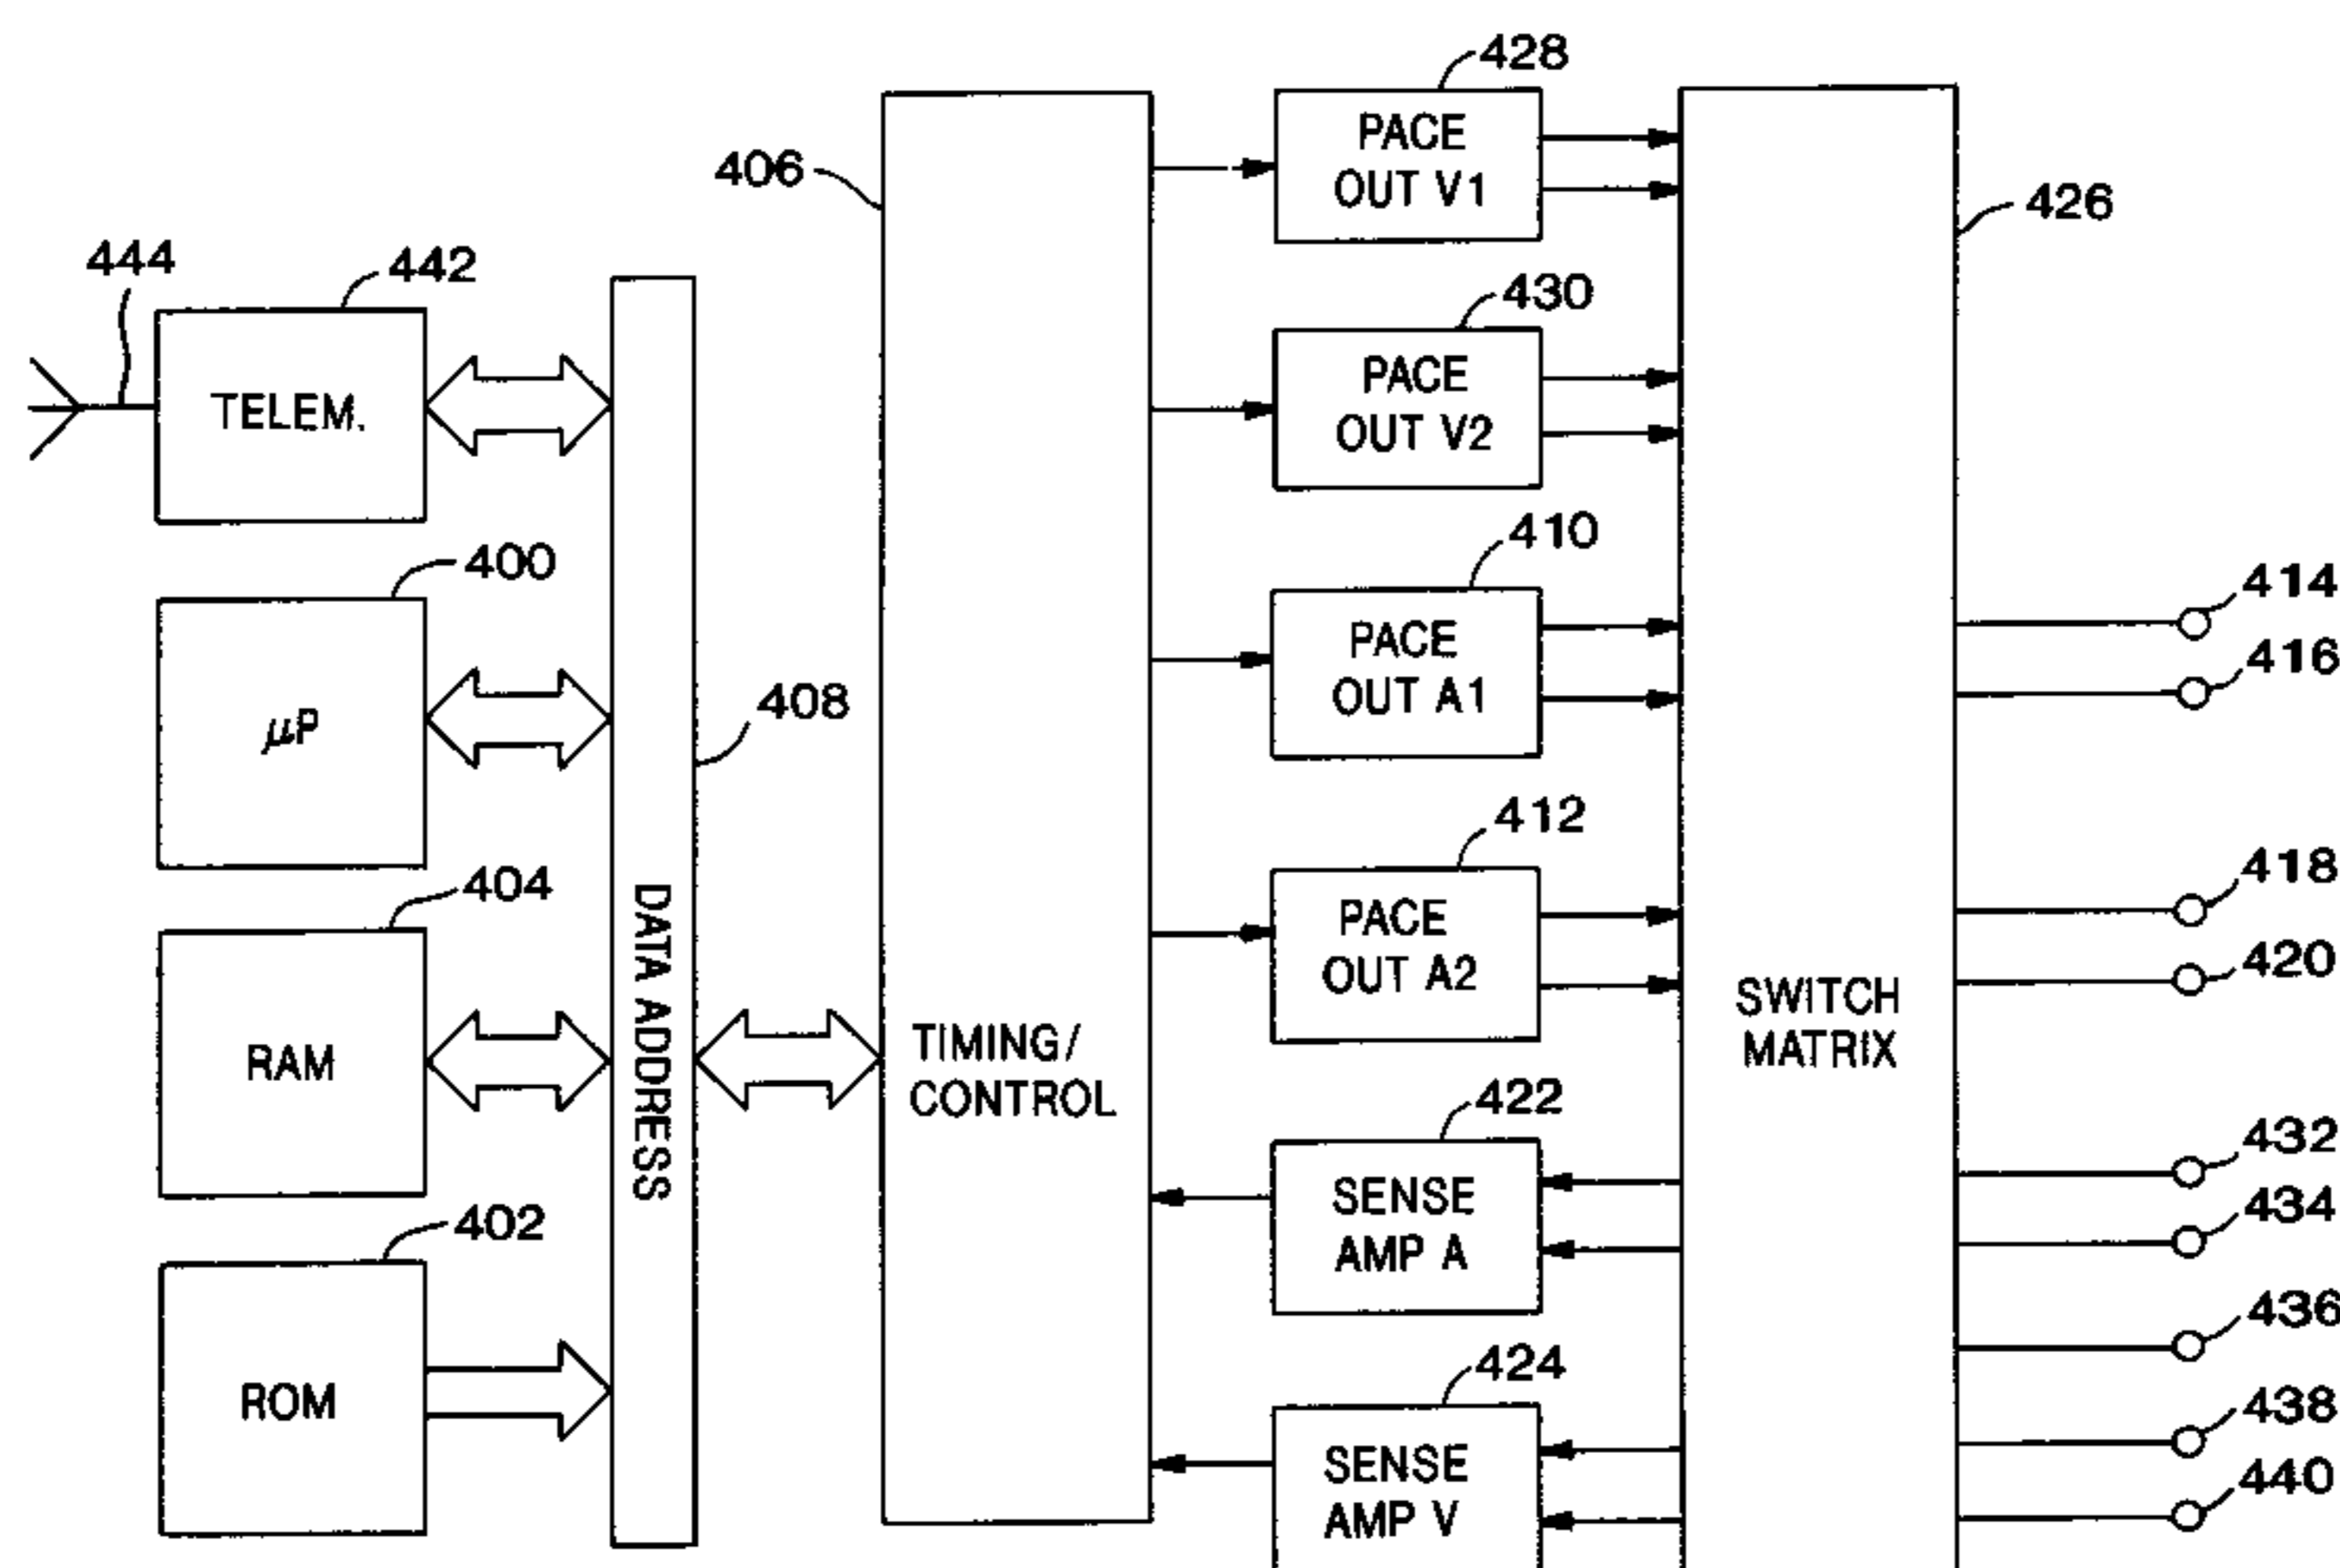 428
PACE
OUT V1
406
426
444
442
430
TELEM.
PACE
OUT V2
400
410
414
416
μP
408
PACE
OUT A1
412
404
418
420
DATA ADDRESS
PACE
OUT A2
SWITCH
MATRIX
RAM
TIMING/
CONTROL
422
432
434
402
SENSE
AMP A
436
424
438
440
ROM
SENSE
AMP V